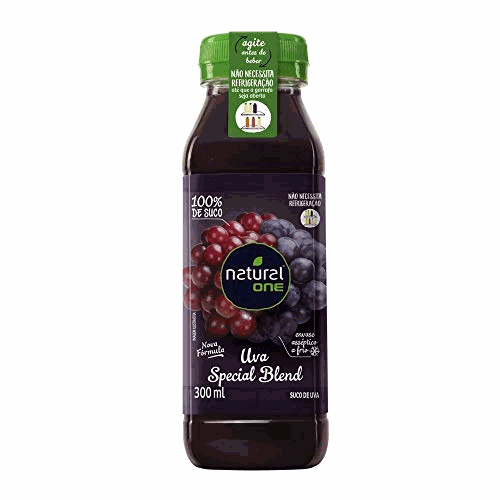 agite
antes de
beber
NÃO NECESSITA
REFRIGERAÇÃO
até que a garrafa
seja aberta
100%
DE SUCO
NÃO NECESSITA
REFRIGERAÇÃO
natural
ONE
Nova
Fórmula
envase
asséptico
a frio
Uva
Special Blend
300 ml
SUCO DE UVA